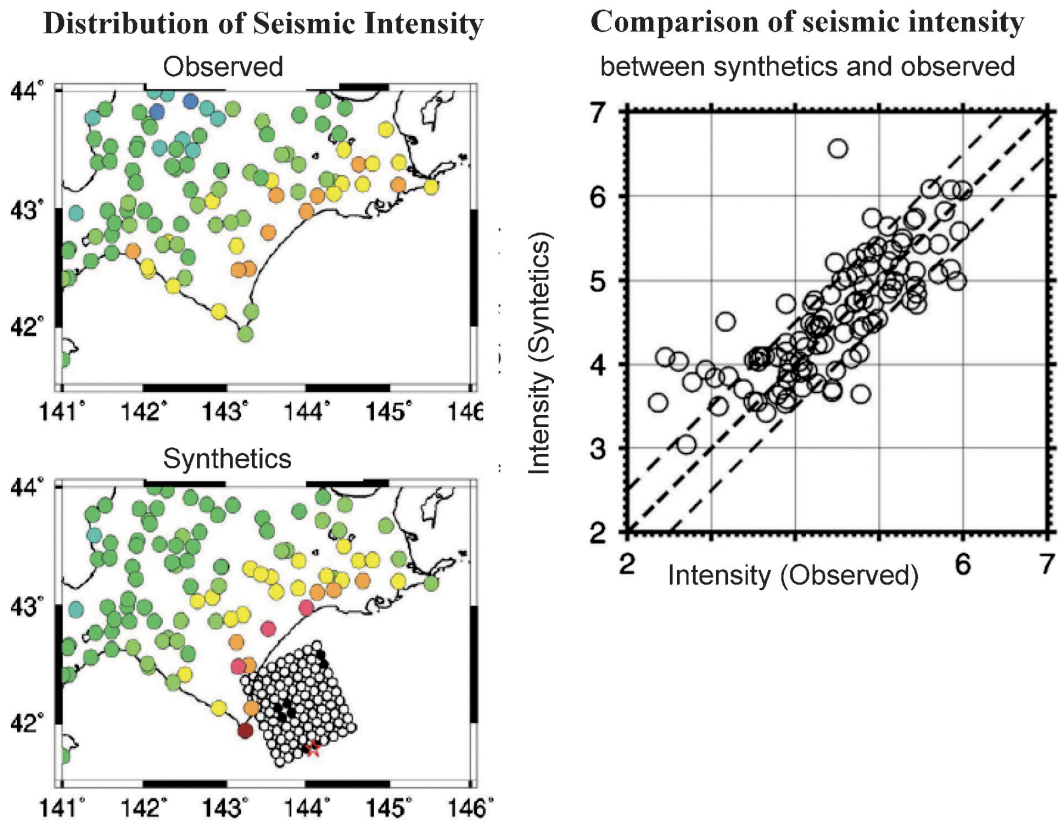 Distribution of Seismic Intensity
Observed
44°
43°
42°
141° 142° 143° 144° 145° 146
Synthetics
44°
43°
42°
141° 142° 143° 144° 145° 146°
Comparison of seismic intensity
between synthetics and observed
Intensity (Syntetics)
7
6
5
4
3
2
2 6 7
Intensity (Observed)